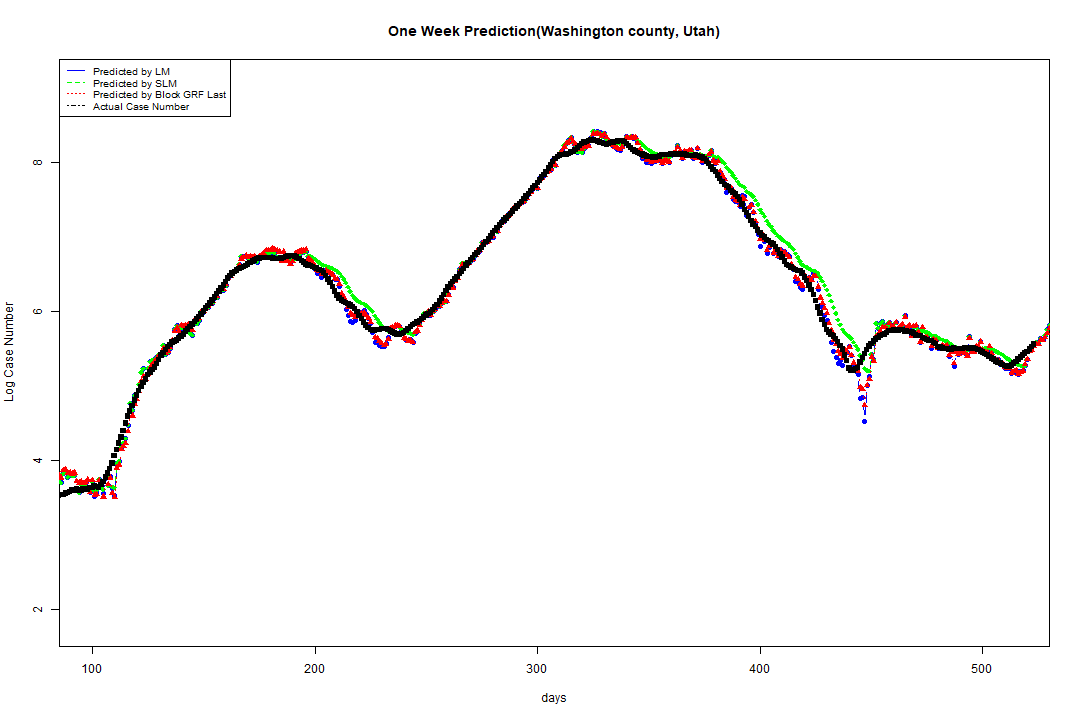 One Week Prediction(Washington county, Utah)
Predicted by LM
Predicted by SLM
Predicted by Block GRF Last
Actual Case Number
8
6
4
2
Log Case Number
100 200 300 400 500
days